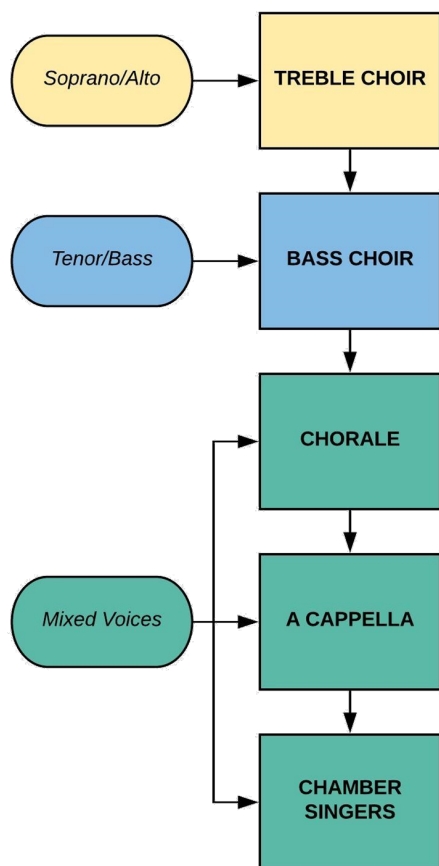 Soprano/Alto
TREBLE CHOIR
Tenor/Bass
BASS CHOIR
CHORALE
Mixed Voices
A CAPPELLA
CHAMBER
SINGERS